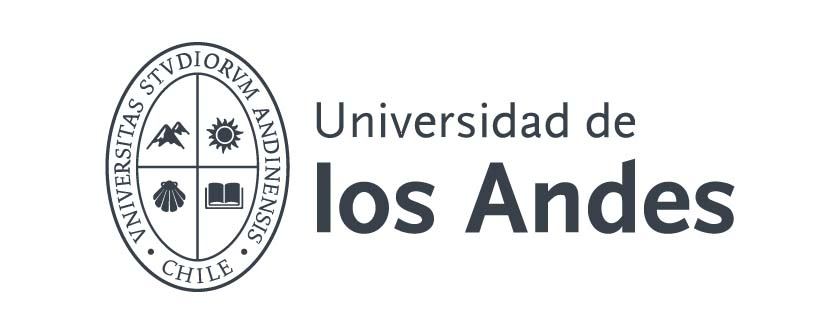 VNIVERSITAS STVDIORVM ANDINENSIS
• CHILE •
Universidad de
los Andes